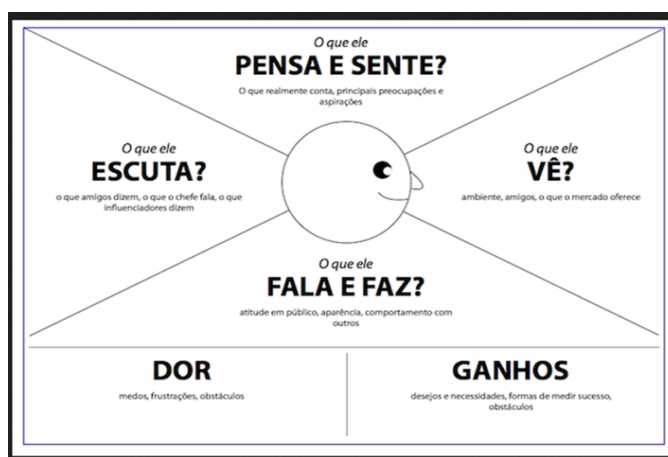 O que ele
PENSA E SENTE?
O que realmente conta, principais preocupações e
aspirações
O que ele
ESCUTA?
o que amigos dizem, o que o chefe fala, o que
influenciadores dizem
O que ele
VÊ?
ambiente, amigos, o que o mercado oferece
O que ele
FALA E FAZ?
atitude em público, aparência, comportamento com
outros
DOR
medos, frustrações, obstáculos
GANHOS
desejos e necessidades, formas de medir sucesso,
obstáculos